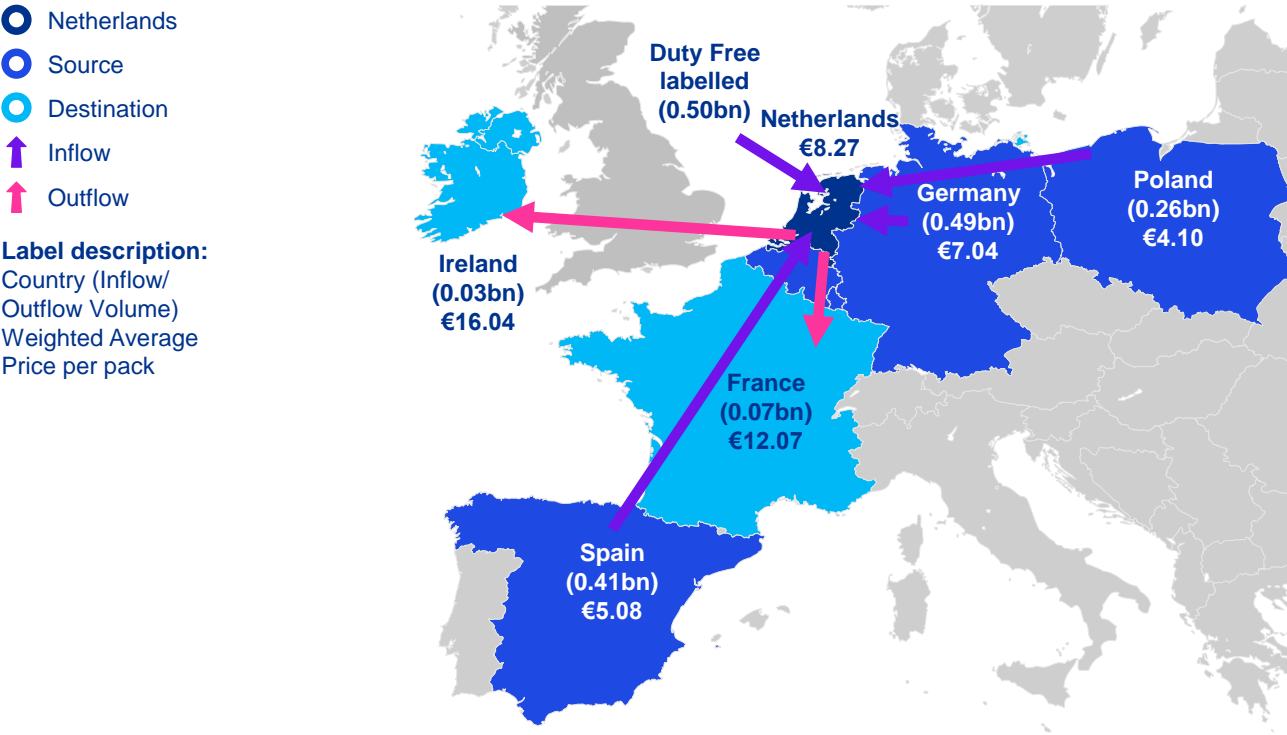 Netherlands
Source
Destination
Inflow
Outflow
Label description:
Country (Inflow/
Outflow Volume)
Weighted Average
Price per pack
Duty Free
labelled
(0.50bn)
Netherlands
€8.27
Germany
(0.49bn)
€7.04
Poland
(0.26bn)
€4.10
Ireland
(0.03bn)
€16.04
France
(0.07bn)
€12.07
Spain
(0.41bn)
€5.08